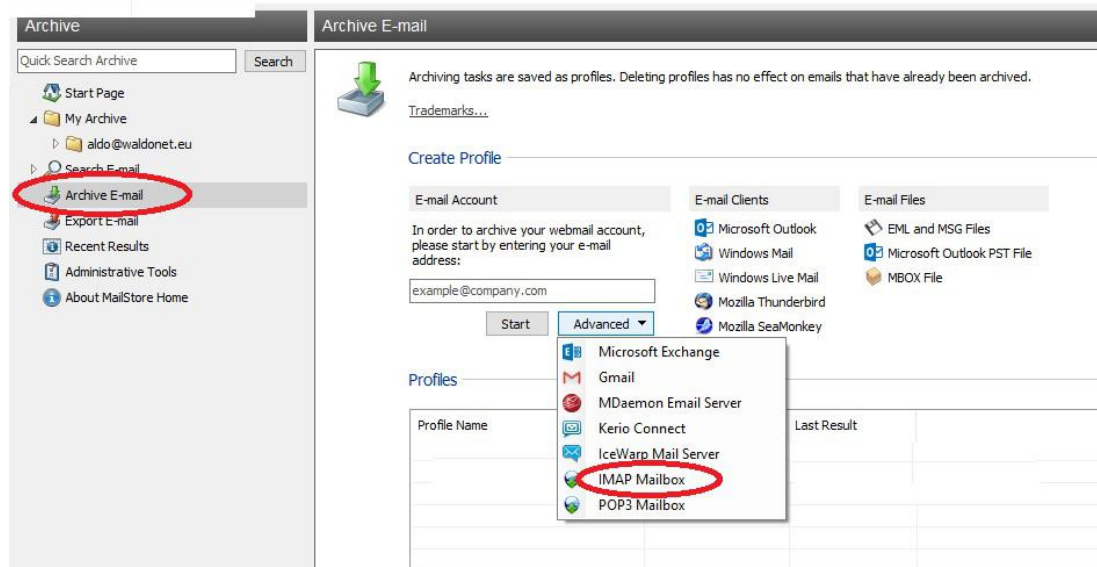 Archive
Quick Search Archive
Search
Start Page
My Archive
aldo@waldonet.eu
Search E-mail
Archive E-mail
Export E-mail
Recent Results
Administrative Tools
About MailStore Home
Archive E-mail
Archiving tasks are saved as profiles. Deleting profiles has no effect on emails that have already been archived.
Trademarks...
Create Profile
E-mail Account
In order to archive your webmail account,
please start by entering your e-mail
address:
example@company.com
Start
Advanced
Microsoft Exchange
Gmail
MDaemon Email Server
Kerio Connect
IceWarp Mail Server
IMAP Mailbox
POP3 Mailbox
E-mail Clients
Microsoft Outlook
Windows Mail
Windows Live Mail
Mozilla Thunderbird
Mozilla SeaMonkey
E-mail Files
EML and MSG Files
Microsoft Outlook PST File
MBOX File
Profiles
Profile Name
Last Result